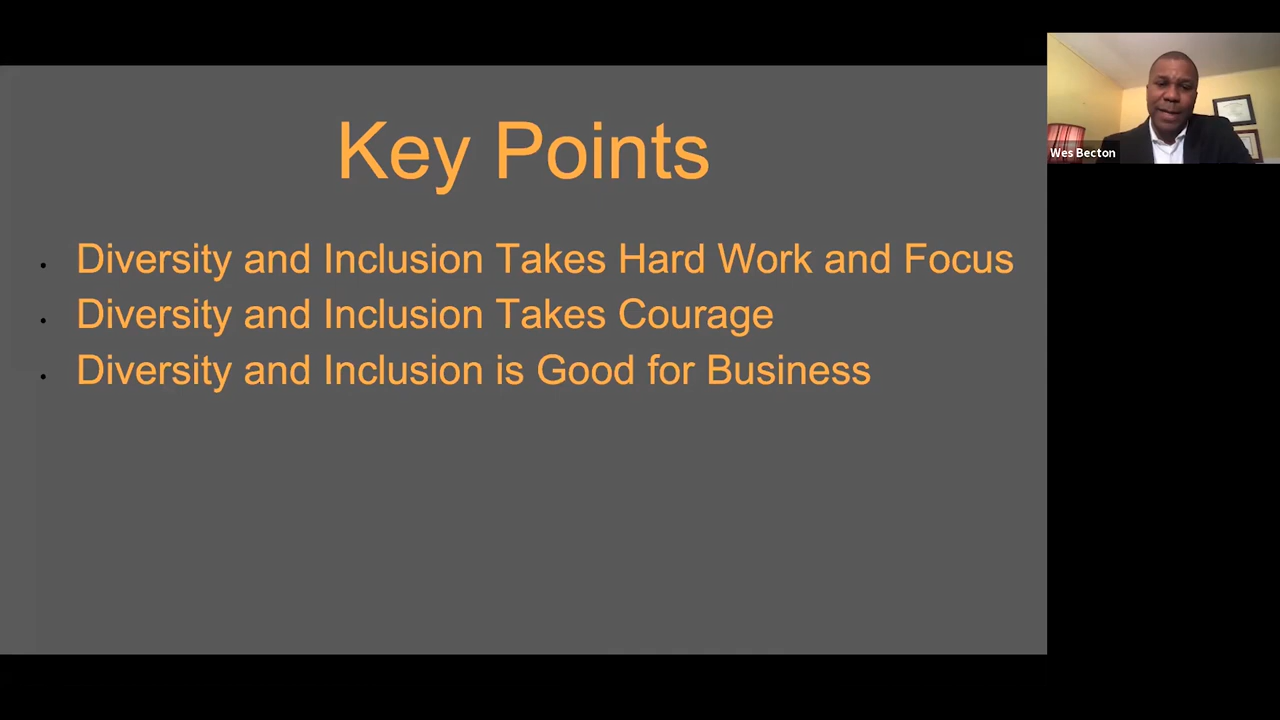 Key Points
Diversity and Inclusion Takes Hard Work and Focus
Diversity and Inclusion Takes Courage
Diversity and Inclusion is Good for Business
Wes Becton